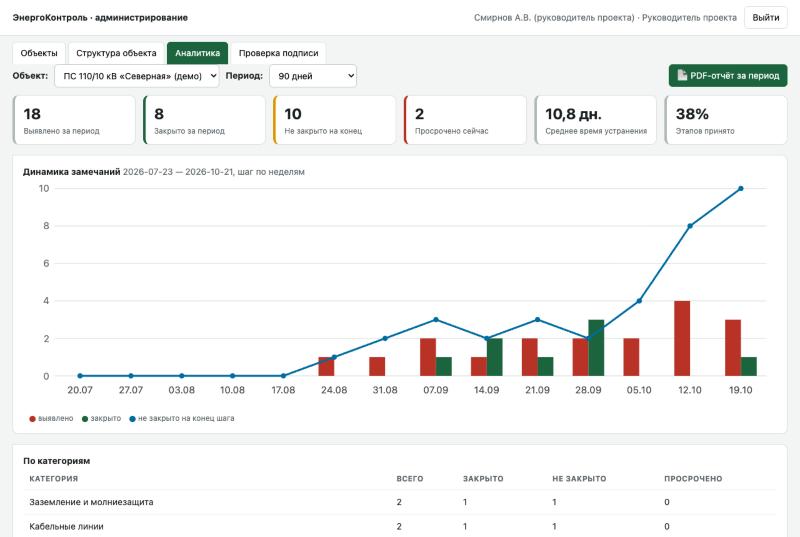 ЭнергоКонтроль · администрирование
Смирнов А.В. (руководитель проекта) · Руководитель проекта
Выйти
Объекты Структура объекта Аналитика Проверка подписи
Объект: ПС 110/10 кВ «Северная» (демо) Период: 90 дней
PDF-отчёт за период
18 8 10 2 10,8 дн. 38%
Выявлено за период Закрыто за период Не закрыто на конец Просрочено сейчас Среднее время устранения Этапов принято
Динамика замечаний 2026-07-23 — 2026-10-21, шаг по неделям
10
8
6
4
2
0
20.07 27.07 03.08 10.08 17.08 24.08 31.08 07.09 14.09 21.09 28.09 05.10 12.10 19.10
выявлено закрыто не закрыто на конец шага
По категориям
КАТЕГОРИЯ ВСЕГО ЗАКРЫТО НЕ ЗАКРЫТО ПРОСРОЧЕНО
Заземление и молниезащита 2 1 1 0
Кабельные линии 2 1 1 0